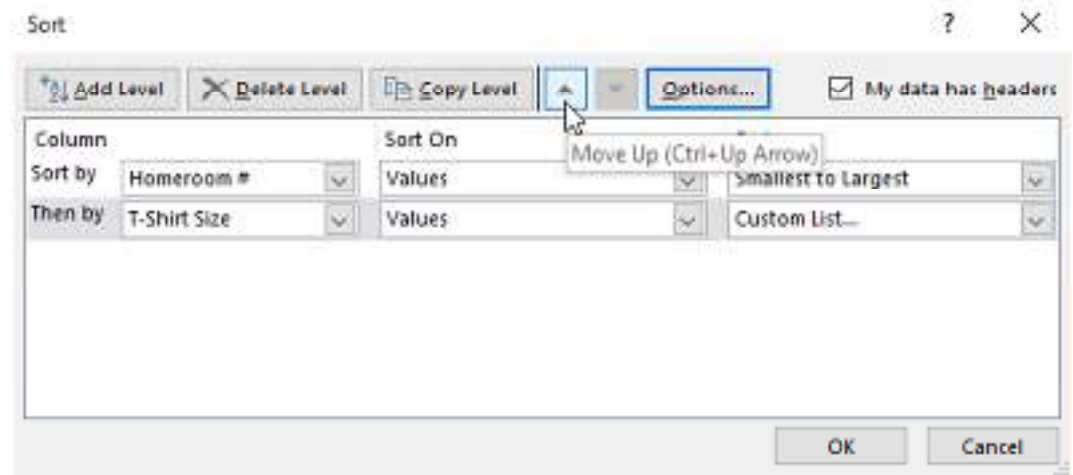 Sort ? ✕
Add Level Delete Level Copy Level Options... My data has headers
Column Sort On
Move Up (Ctrl+Up Arrow)
Sort by Homeroom # Values Smallest to Largest
Then by T-Shirt Size Values Custom List...
OK Cancel